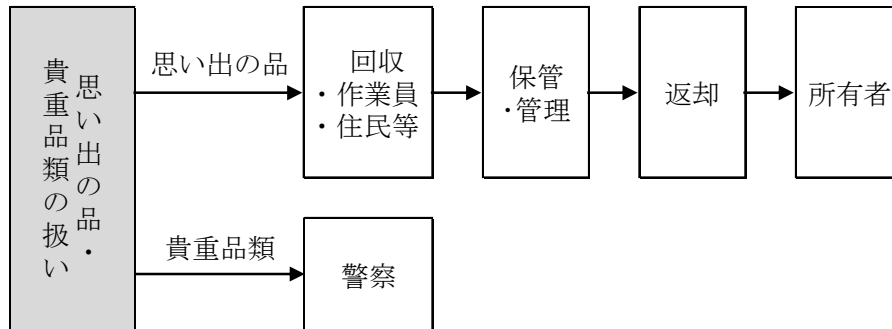 思い出の品・
貴重品類の扱い
思い出の品
回収
・作業員
・住民等
保管
・管理
返却
所有者
貴重品類
警察